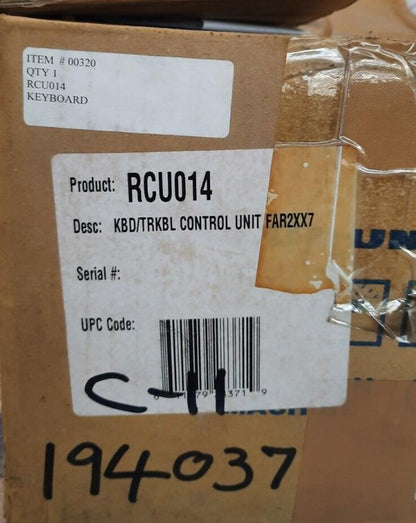 ITEM # 00320
QTY 1
RCU014
KEYBOARD
Product: RCU014
Desc: KBD/TRKBL CONTROL UNIT FAR2XX7
Serial #:
UPC Code:
C-11
194037